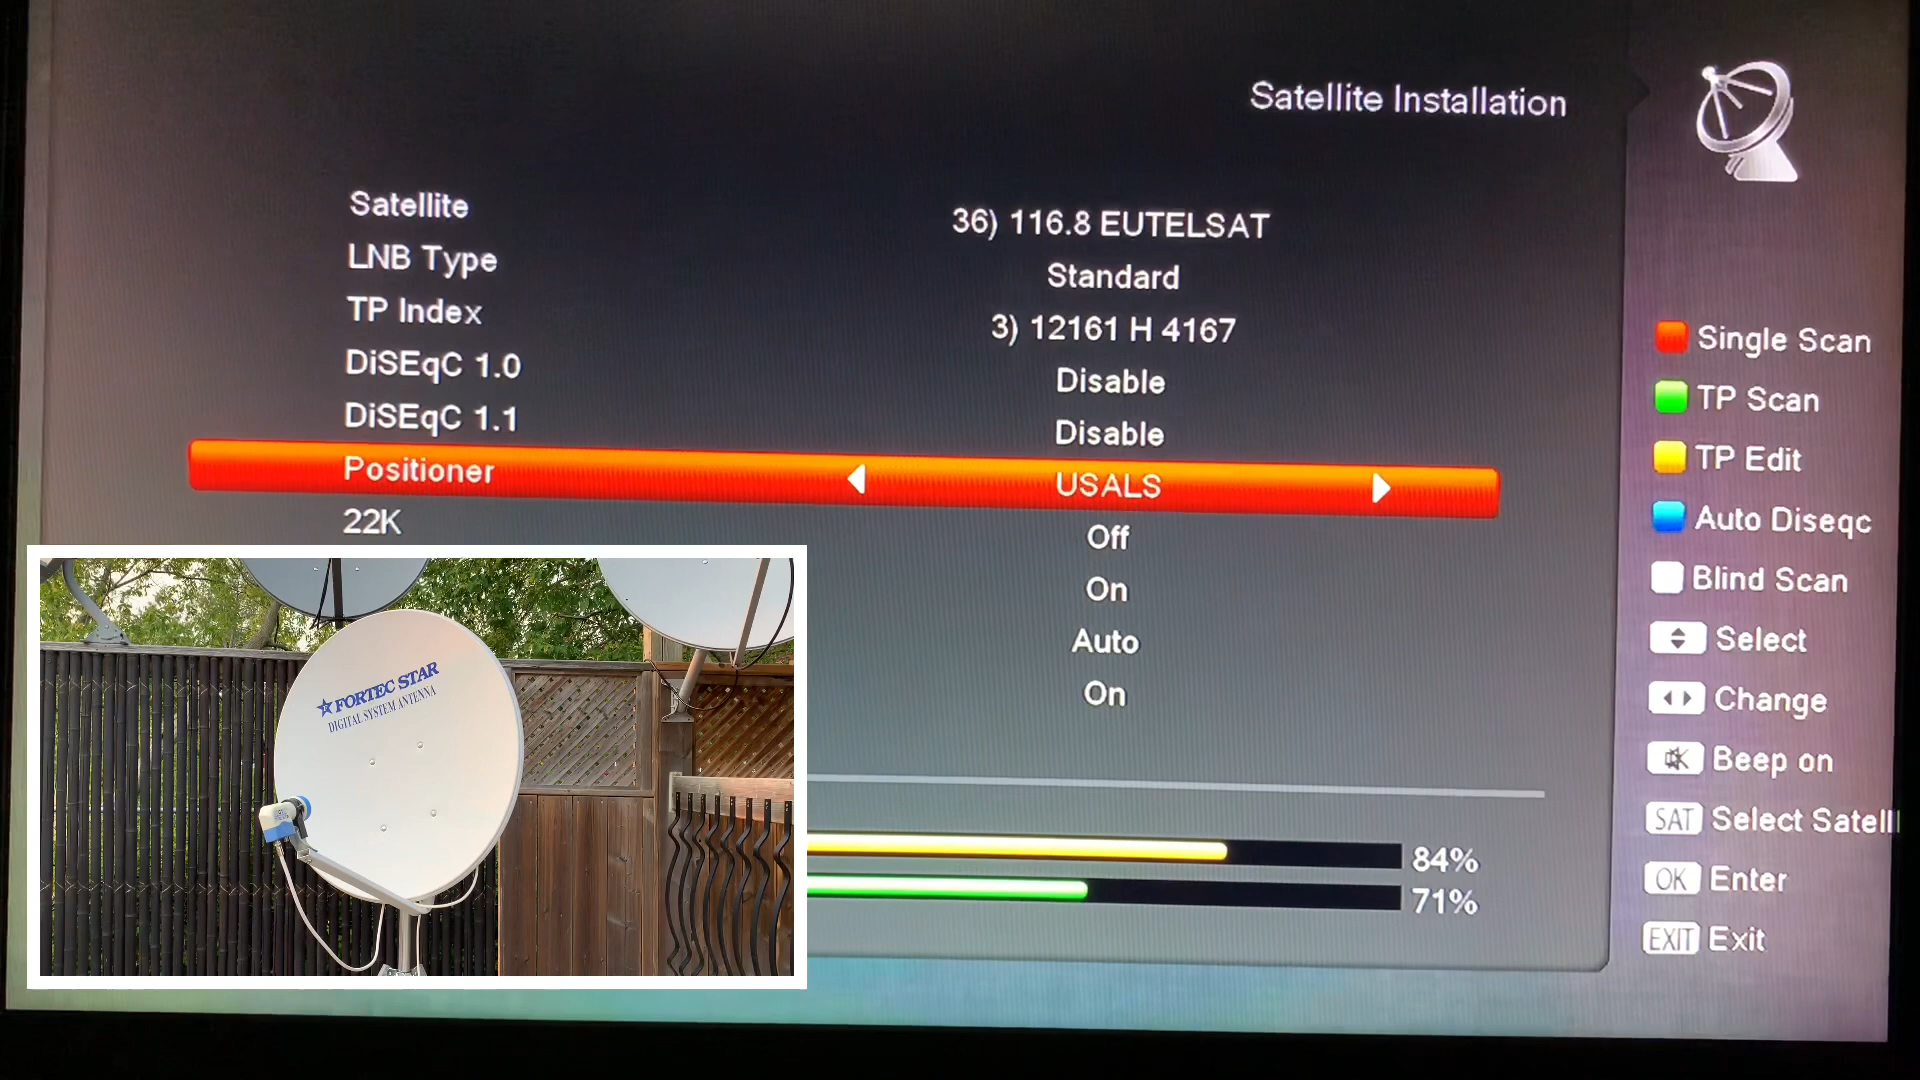 Satellite Installation
Satellite 36) 116.8 EUTELSAT
LNB Type Standard
TP Index 3) 12161 H 4167
DiSEqC 1.0 Disable
DiSEqC 1.1 Disable
Positioner USALS
22K Off
On
Auto
On
84%
71%
Single Scan
TP Scan
TP Edit
Auto Diseqc
Blind Scan
Select
Change
Beep on
SAT Select Satell
OK Enter
EXIT Exit
FORTEC STAR
DIGITAL SYSTEM ANTENNA